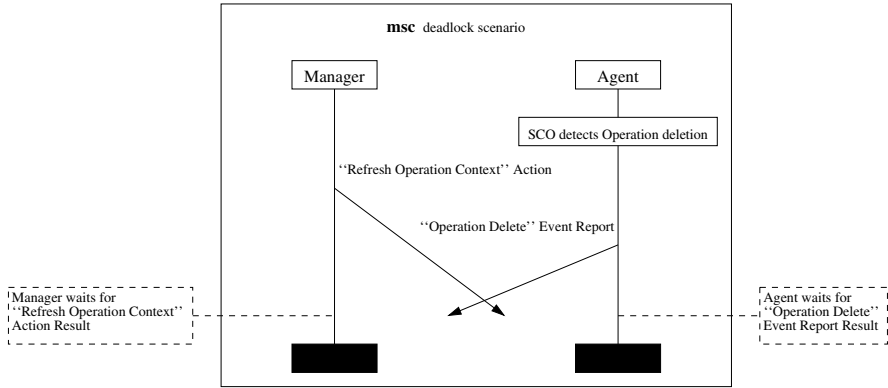 msc deadlock scenario
Manager
Agent
SCO detects Operation deletion
‘‘Refresh Operation Context’’ Action
‘‘Operation Delete’’ Event Report
Manager waits for
‘‘Refresh Operation Context’’
Action Result
Agent waits for
‘‘Operation Delete’’
Event Report Result